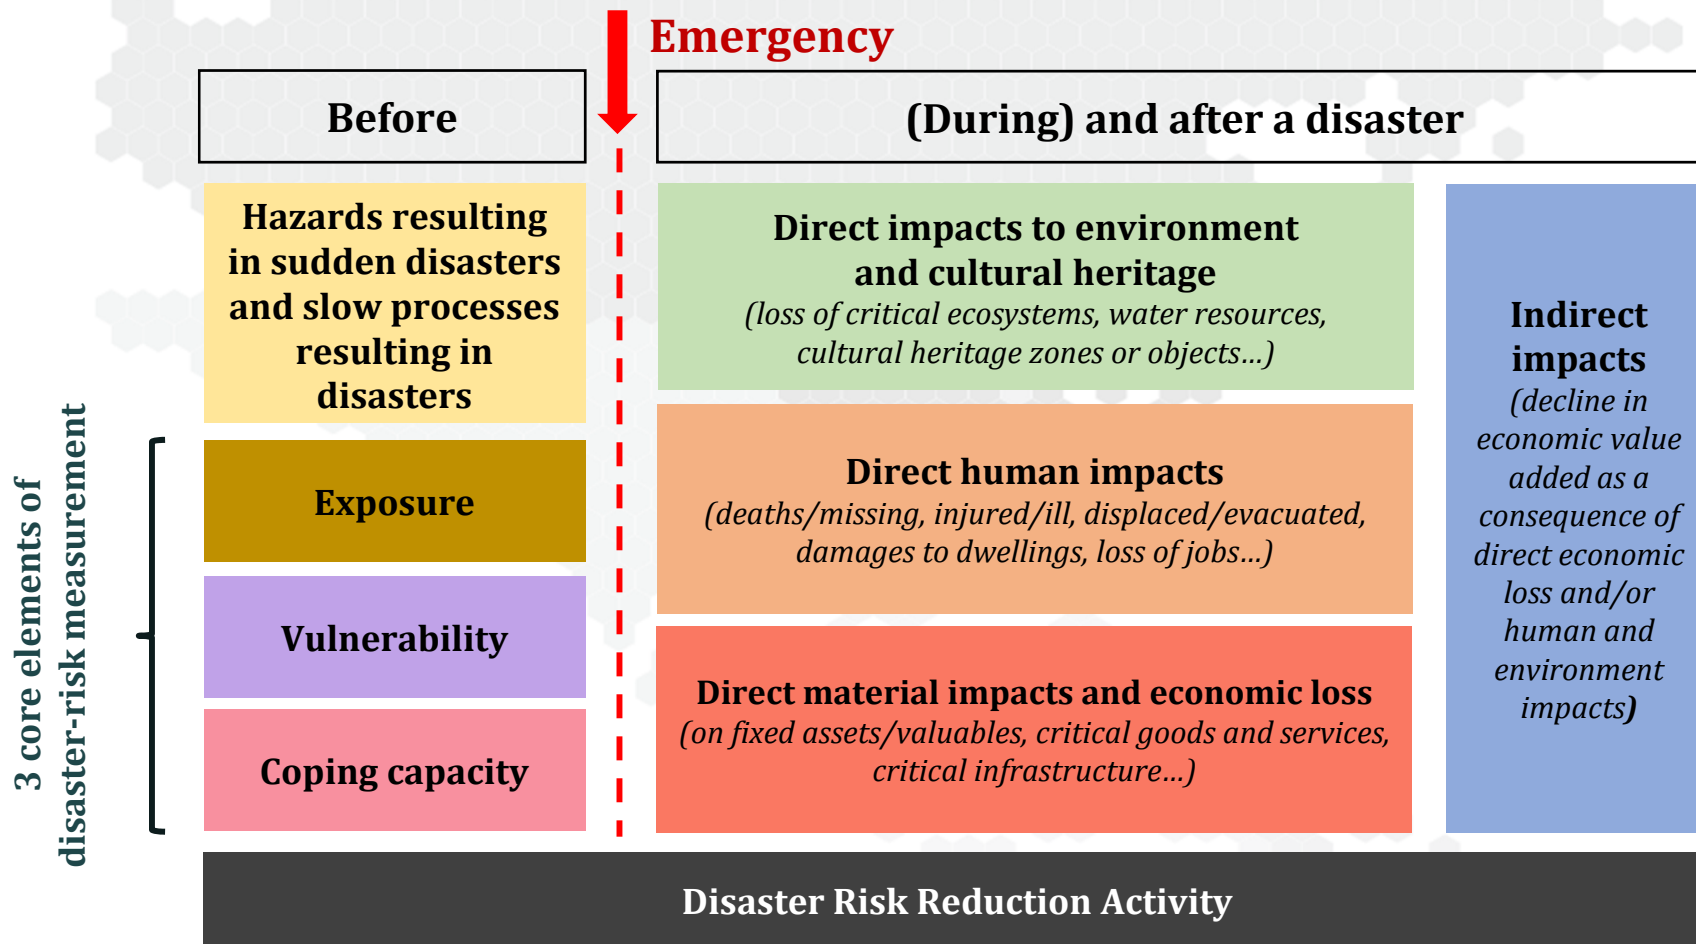 Emergency
Before
(During) and after a disaster
Hazards resulting
in sudden disasters
and slow processes
resulting in
disasters
3 core elements of
disaster-risk measurement
Exposure
Vulnerability
Coping capacity
Direct impacts to environment
and cultural heritage
(loss of critical ecosystems, water resources,
cultural heritage zones or objects…)
Direct human impacts
(deaths/missing, injured/ill, displaced/evacuated,
damages to dwellings, loss of jobs…)
Direct material impacts and economic loss
(on fixed assets/valuables, critical goods and services,
critical infrastructure…)
Indirect
impacts
(decline in
economic value
added as a
consequence of
direct economic
loss and/or
human and
environment
impacts)
Disaster Risk Reduction Activity